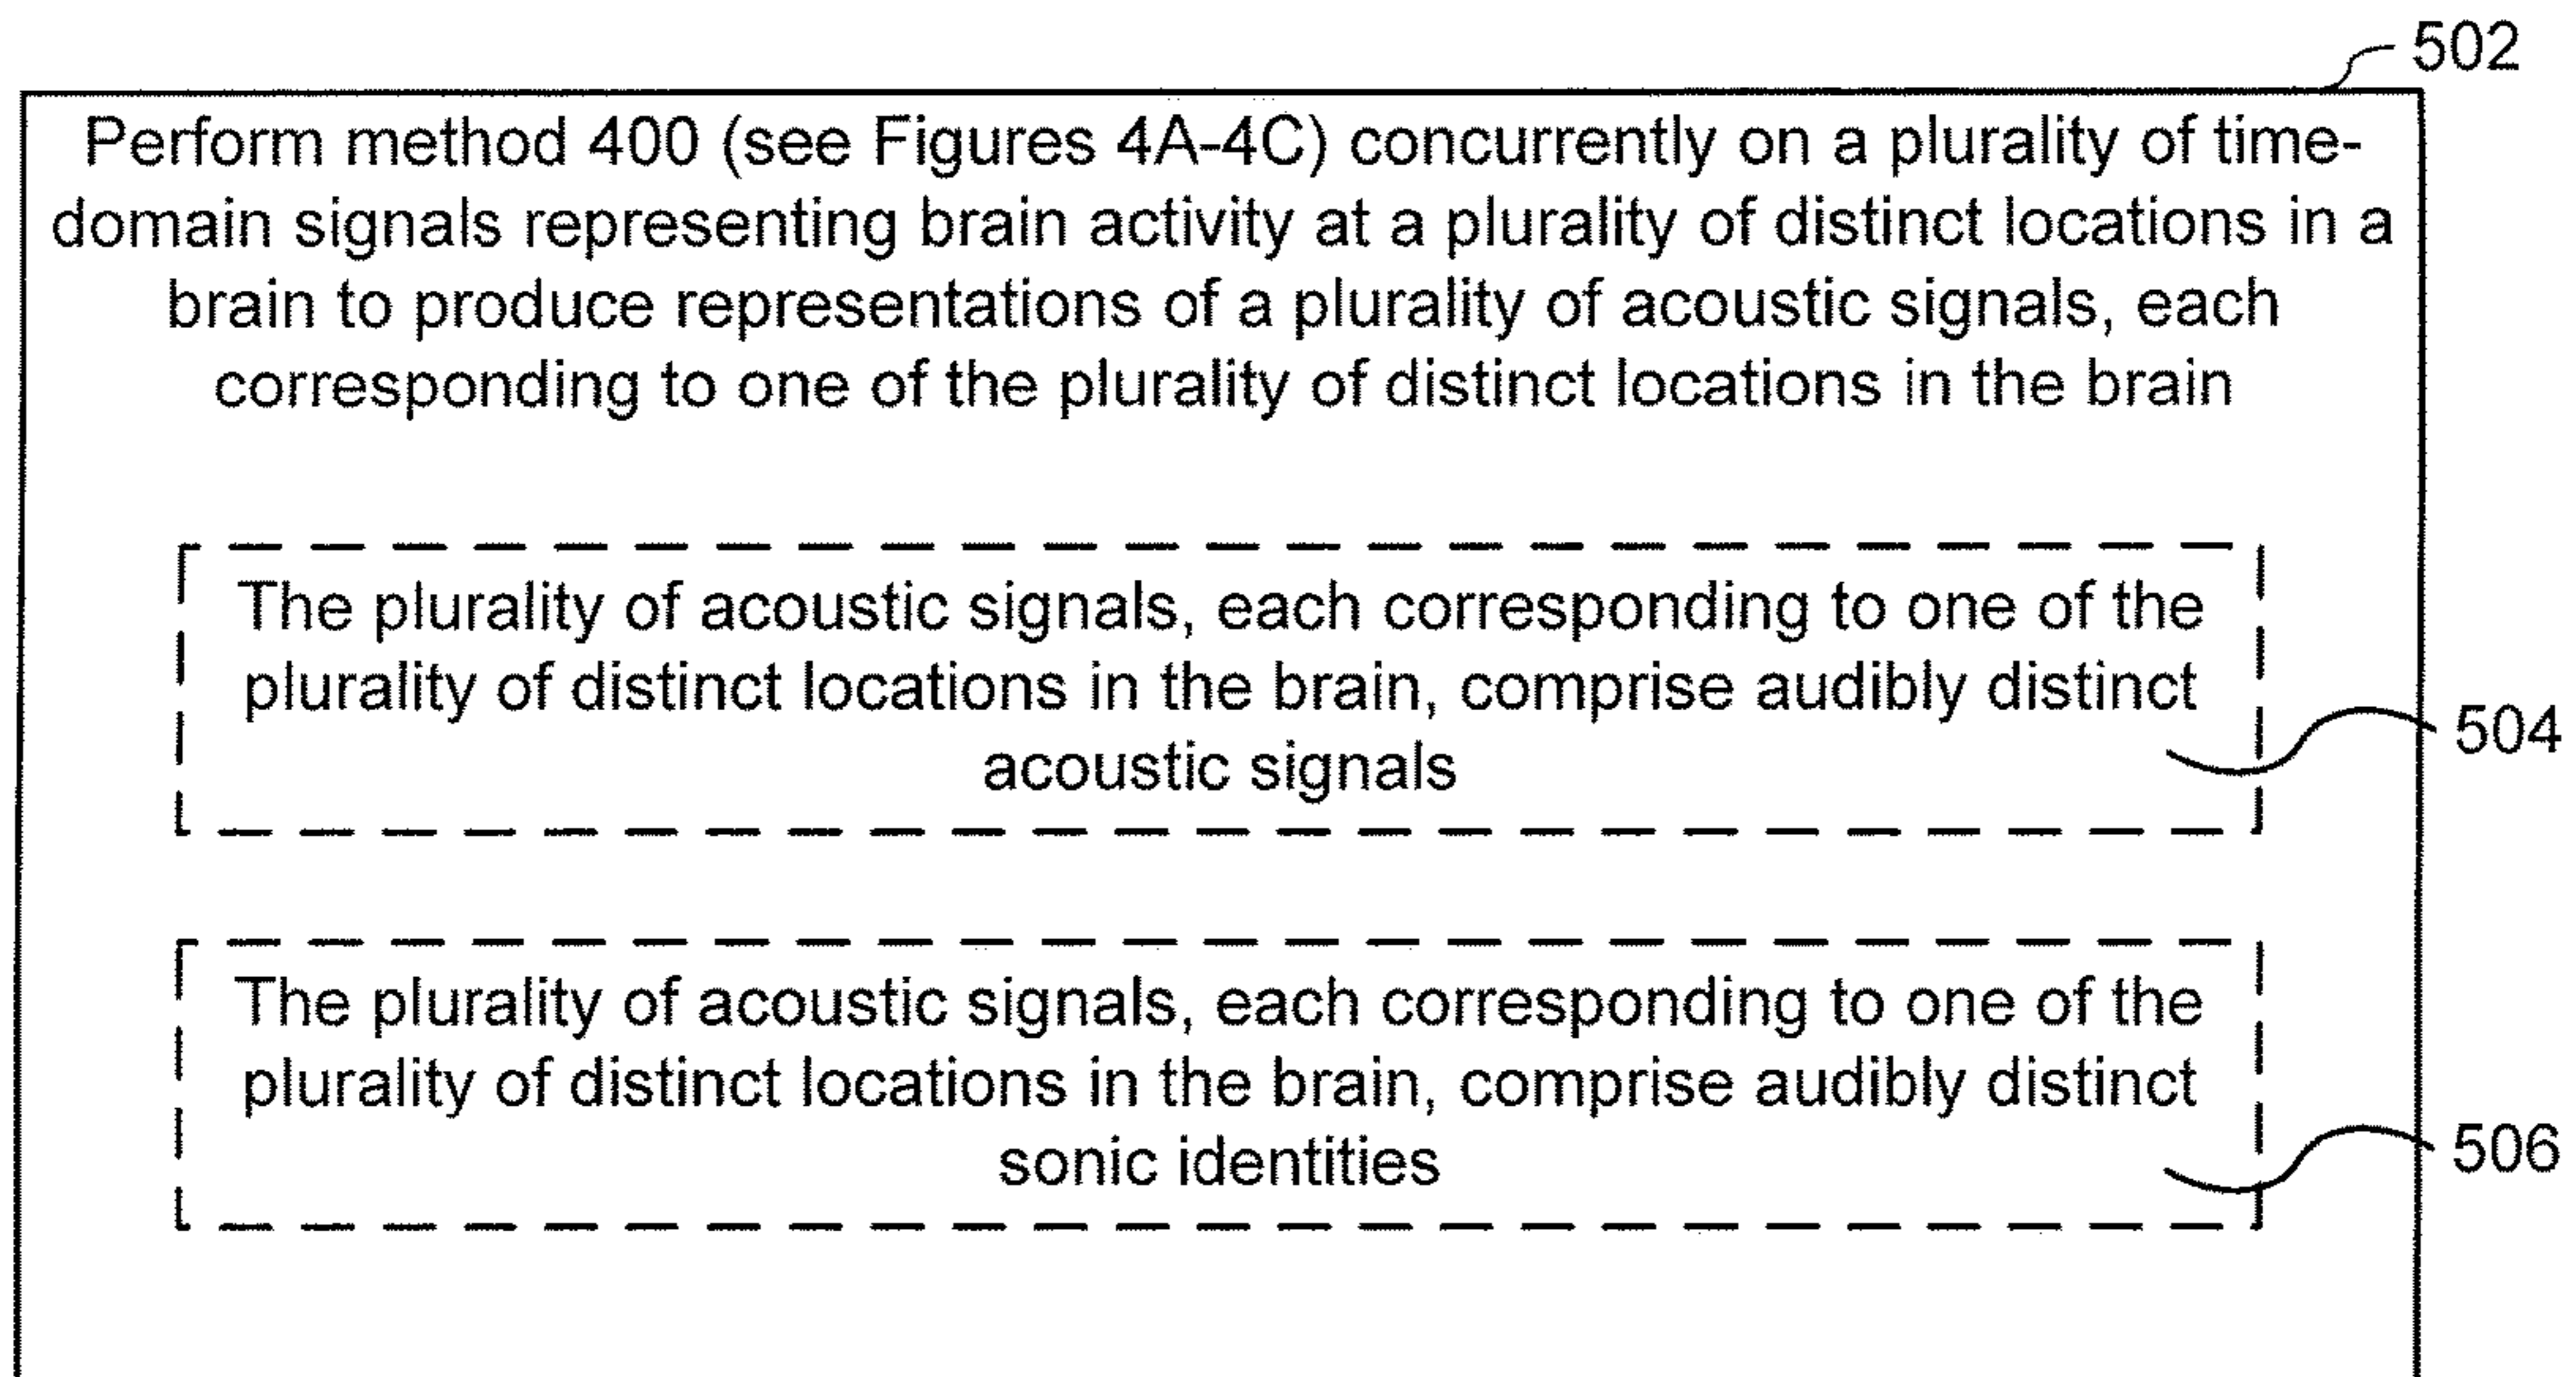 502
Perform method 400 (see Figures 4A-4C) concurrently on a plurality of time-
domain signals representing brain activity at a plurality of distinct locations in a
brain to produce representations of a plurality of acoustic signals, each
corresponding to one of the plurality of distinct locations in the brain
The plurality of acoustic signals, each corresponding to one of the
plurality of distinct locations in the brain, comprise audibly distinct
acoustic signals
504
The plurality of acoustic signals, each corresponding to one of the
plurality of distinct locations in the brain, comprise audibly distinct
sonic identities
506